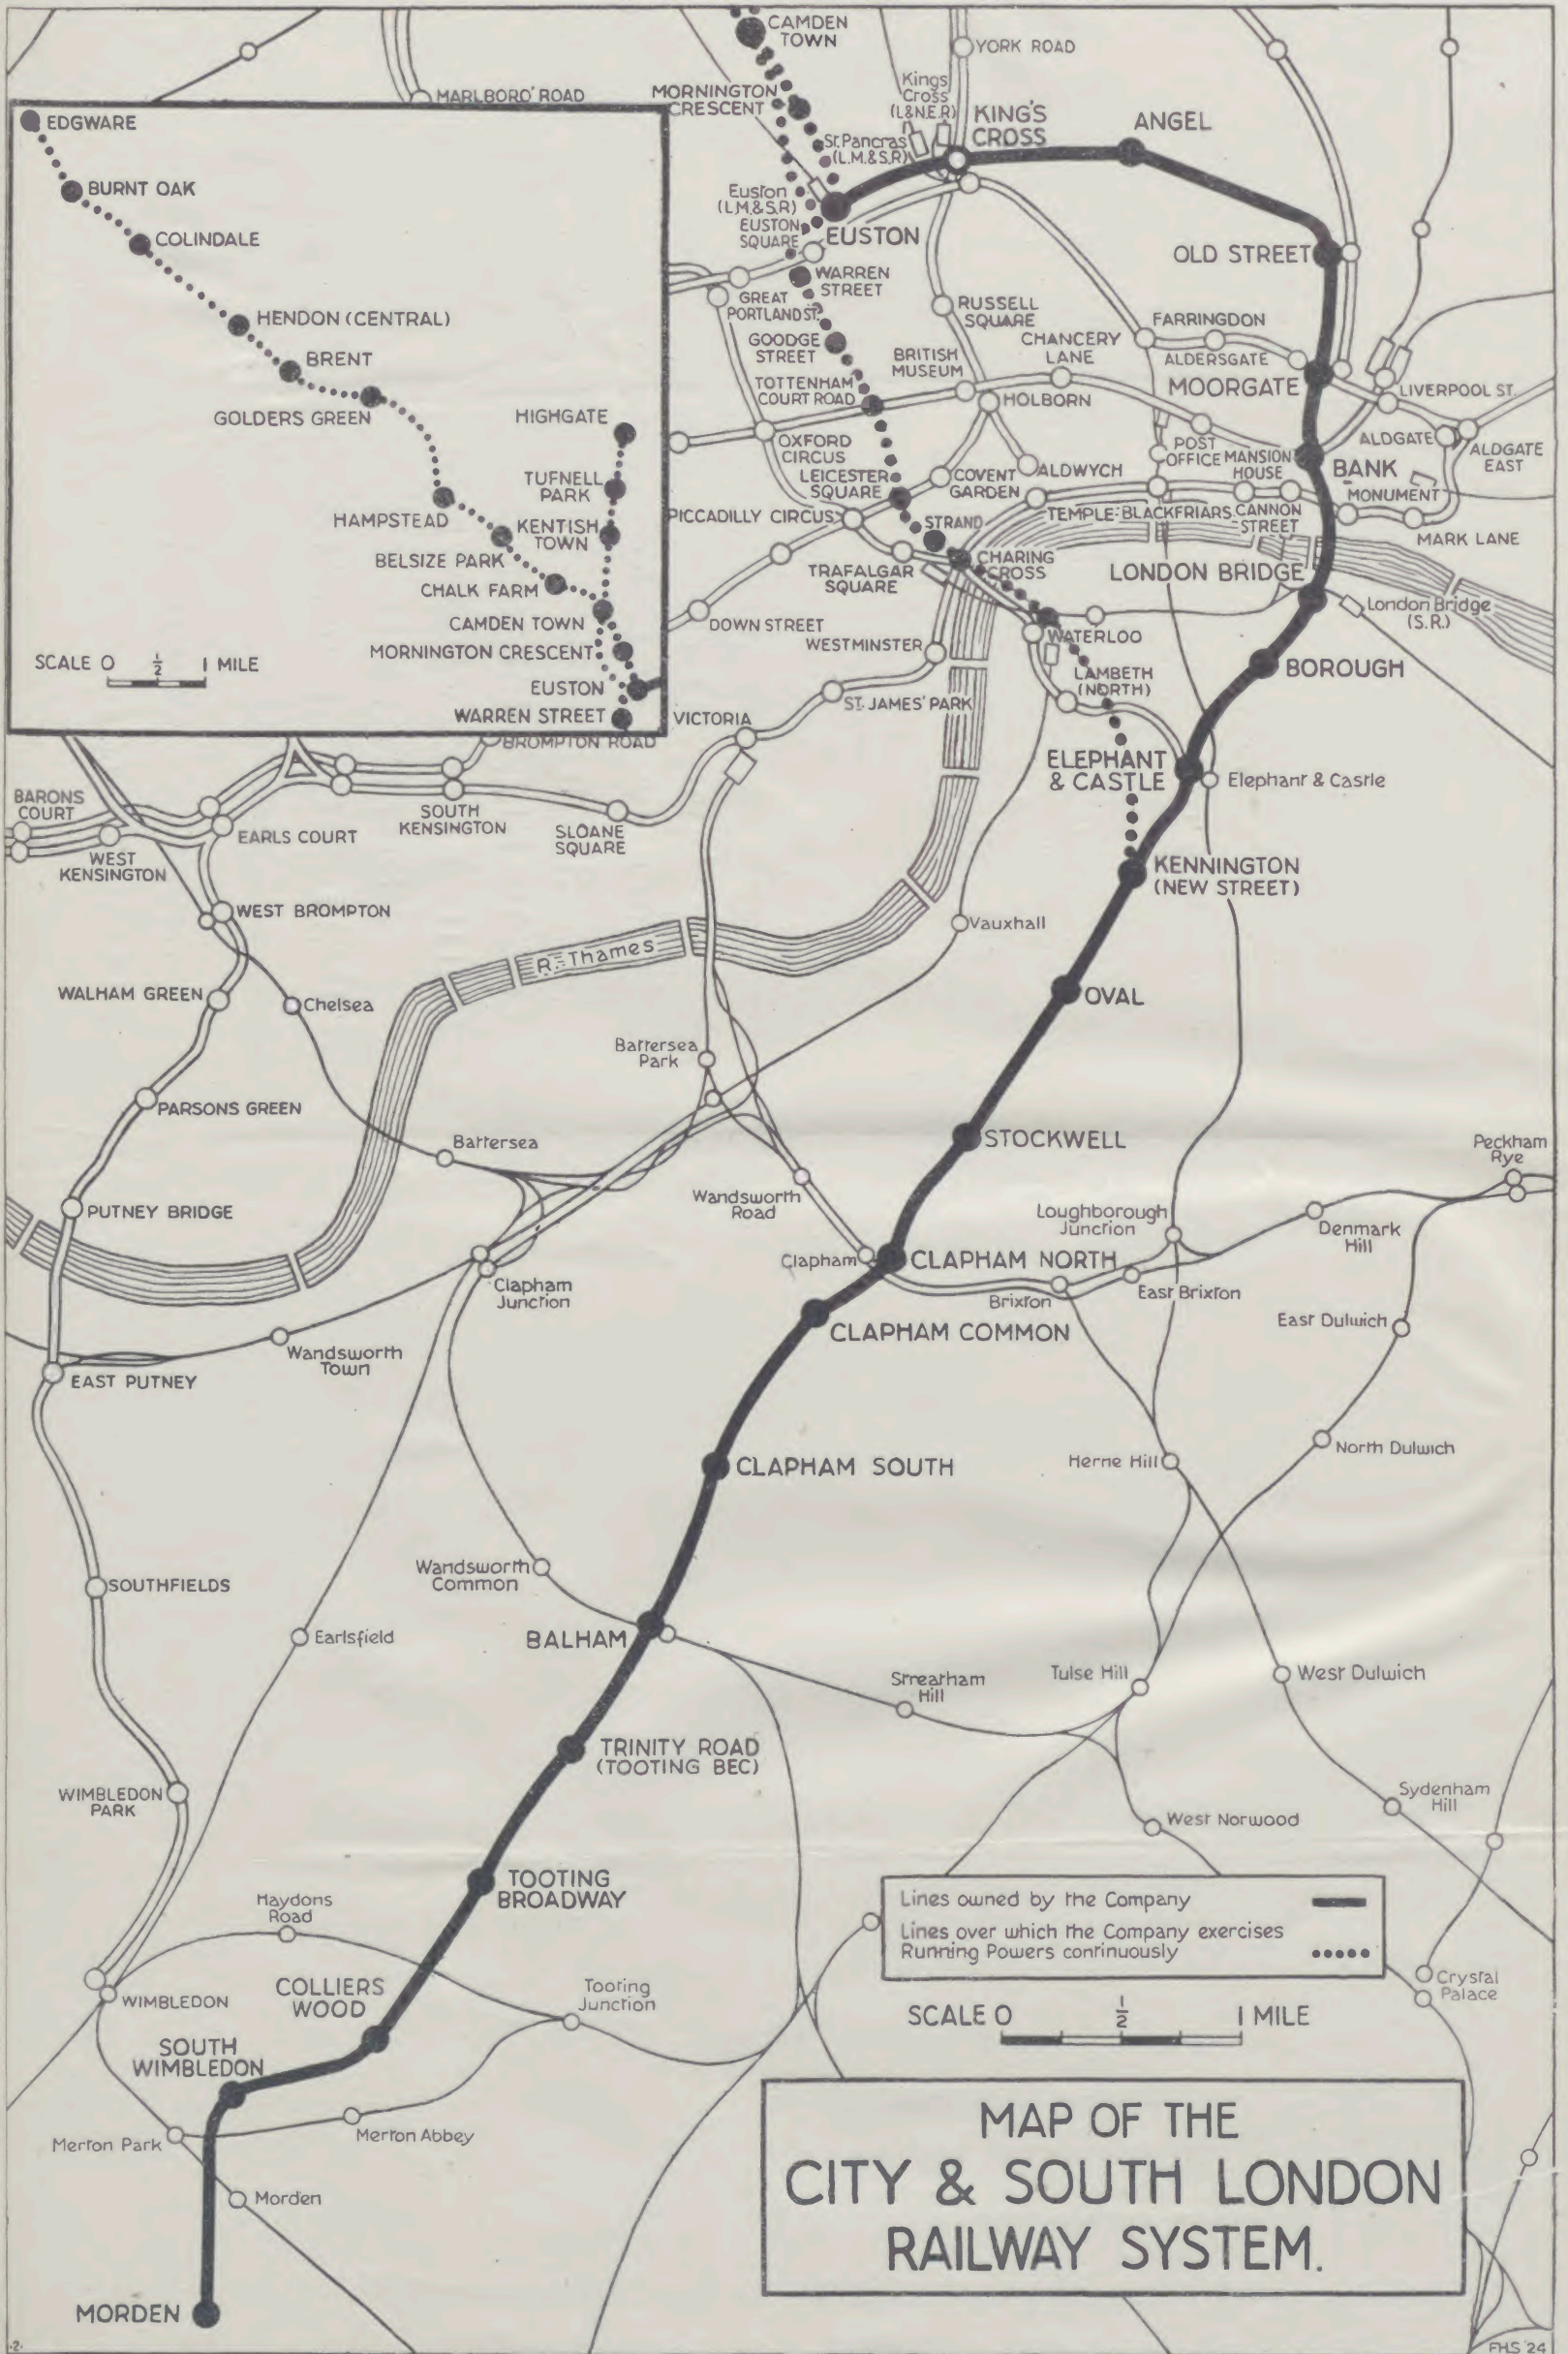 CAMDEN
TOWN
YORK ROAD
MARLBORO' ROAD
MORNINGTON
CRESCENT
Kings
Cross
(L&N.E.R)
KING'S
CROSS
ANGEL
St. Pancras
(L.M.&S.R)
Euston
(L.M.&S.R)
EUSTON
SQUARE
EUSTON
OLD STREET
WARREN
STREET
GREAT
PORTLAND ST.
RUSSELL
SQUARE
FARRINGDON
GOODGE
STREET
CHANCERY
LANE
BRITISH
MUSEUM
ALDERSGATE
MOORGATE
LIVERPOOL ST.
TOTTENHAM
COURT ROAD
HOLBORN
OXFORD
CIRCUS
POST
OFFICE
MANSION
HOUSE
BANK
ALDGATE
ALDGATE
EAST
LEICESTER
SQUARE
COVENT
GARDEN
ALDWYCH
MONUMENT
PICCADILLY CIRCUS
STRAND
TEMPLE
BLACKFRIARS
CANNON
STREET
MARK LANE
TRAFALGAR
SQUARE
CHARING
CROSS
LONDON BRIDGE
London Bridge
(S.R.)
DOWN STREET
WESTMINSTER
WATERLOO
LAMBETH
(NORTH)
BOROUGH
ST. JAMES' PARK
VICTORIA
EDGWARE
BURNT OAK
COLINDALE
HENDON (CENTRAL)
BRENT
GOLDERS GREEN
HIGHGATE
TUFNELL
PARK
HAMPSTEAD
KENTISH
TOWN
BELSIZE PARK
CHALK FARM
CAMDEN TOWN
MORNINGTON CRESCENT
EUSTON
WARREN STREET
SCALE 0 ½ 1 MILE
BROMPTON ROAD
ELEPHANT
& CASTLE
Elephant & Castle
BARONS
COURT
WEST
KENSINGTON
EARLS COURT
SOUTH
KENSINGTON
SLOANE
SQUARE
KENNINGTON
(NEW STREET)
WEST BROMPTON
Vauxhall
R. Thames
WALHAM GREEN
Chelsea
OVAL
Battersea
Park
PARSONS GREEN
Battersea
STOCKWELL
Peckham
Rye
PUTNEY BRIDGE
Wandsworth
Road
Loughborough
Junction
Denmark
Hill
Clapham
CLAPHAM NORTH
Clapham
Junction
Brixton
East Brixton
East Dulwich
CLAPHAM COMMON
Wandsworth
Town
EAST PUTNEY
CLAPHAM SOUTH
Herne Hill
North Dulwich
Wandsworth
Common
SOUTHFIELDS
Earlsfield
BALHAM
Streatham
Hill
Tulse Hill
West Dulwich
TRINITY ROAD
(TOOTING BEC)
WIMBLEDON
PARK
Sydenham
Hill
West Norwood
TOOTING
BROADWAY
Haydons
Road
Lines owned by the Company
Lines over which the Company exercises
Running Powers continuously
WIMBLEDON
COLLIERS
WOOD
Tooting
Junction
Crystal
Palace
SCALE 0 ½ 1 MILE
SOUTH
WIMBLEDON
Merton Park
Merton Abbey
Morden
MORDEN
MAP OF THE
CITY & SOUTH LONDON
RAILWAY SYSTEM.
·2·
FHS '24